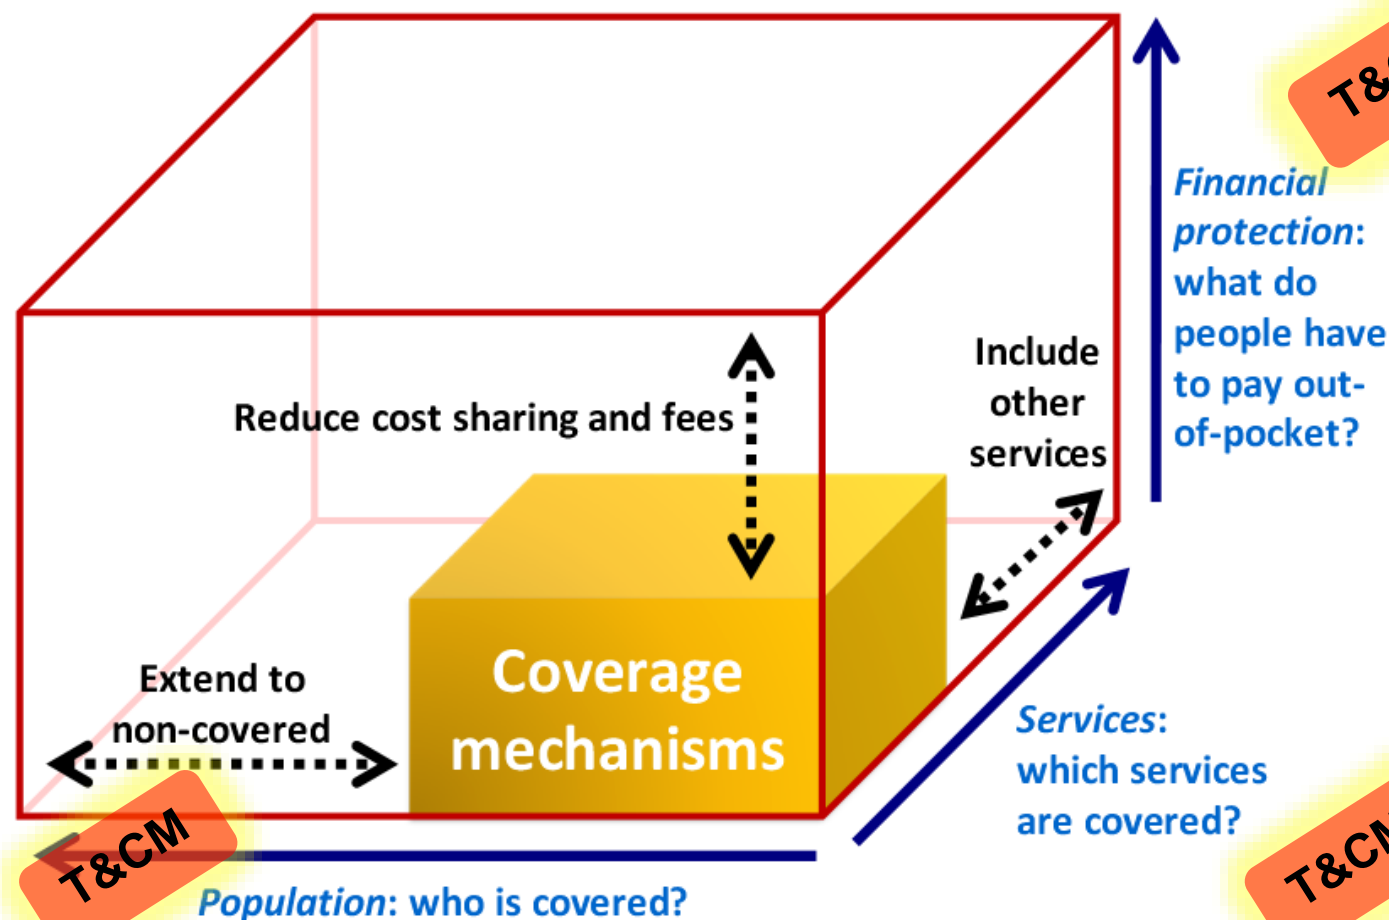 T&
Financial
protection:
what do
people have
to pay out-
of-pocket?
Include
other
services
Reduce cost sharing and fees
Coverage
mechanisms
Extend to
non-covered
Services:
which services
are covered?
T&CM
T&CM
Population: who is covered?